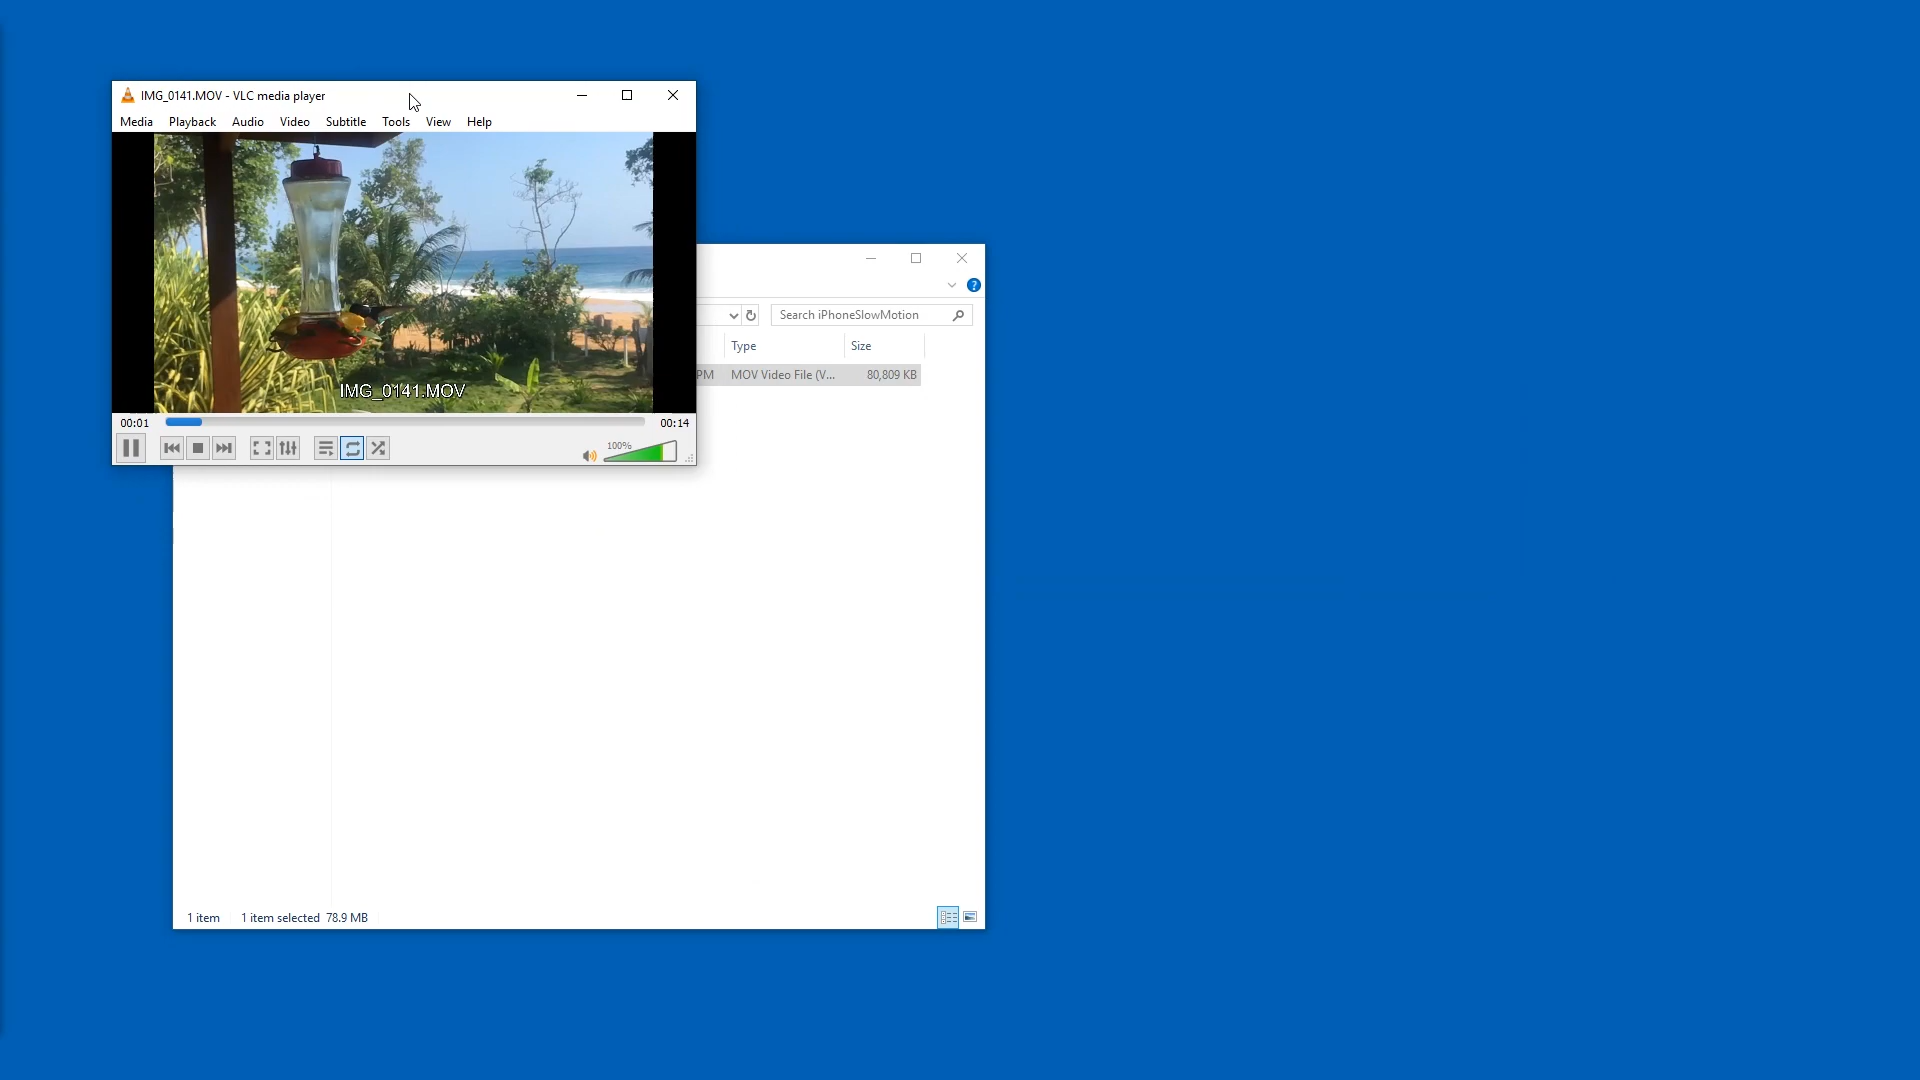 IMG_0141.MOV - VLC media player
Media Playback Audio Video Subtitle Tools View Help
IMG_0141.MOV
00:01 00:14
100%
?
Search iPhoneSlowMotion
Type Size
PM MOV Video File (V... 80,809 KB
1 item 1 item selected 78.9 MB